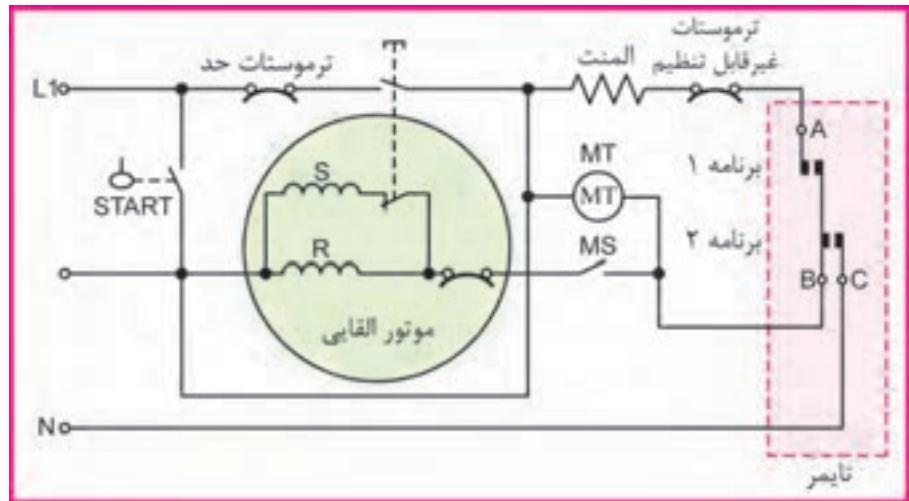 ترموستات
غیرقابل تنظیم
المنت
ترموستات حد
L1
A
برنامه ۱
MT
MT
START
S
برنامه ۲
MS
R
B
C
موتور القایی
N
تایمر